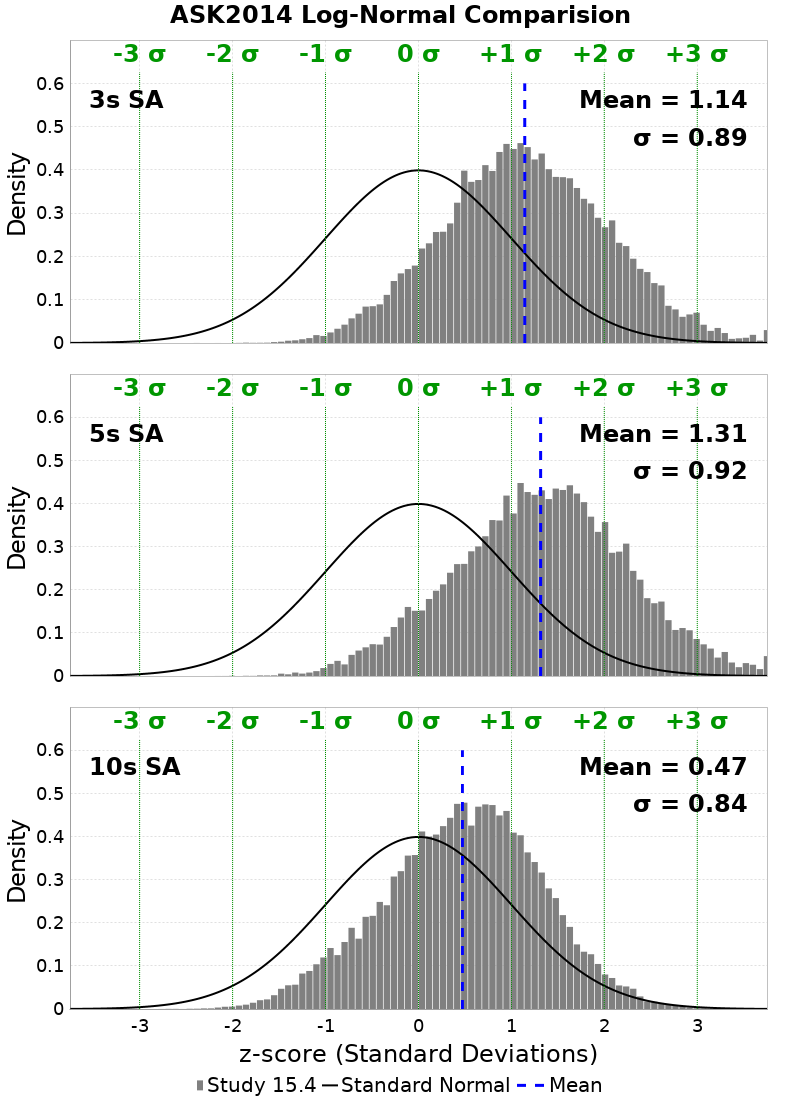 ASK2014 Log-Normal Comparision
-3 σ -2 σ -1 σ 0 σ +1 σ +2 σ +3 σ
3s SA
Mean = 1.14
σ = 0.89
Density
0.6
0.5
0.4
0.3
0.2
0.1
0
-3 σ -2 σ -1 σ 0 σ +1 σ +2 σ +3 σ
5s SA
Mean = 1.31
σ = 0.92
Density
0.6
0.5
0.4
0.3
0.2
0.1
0
-3 σ -2 σ -1 σ 0 σ +1 σ +2 σ +3 σ
10s SA
Mean = 0.47
σ = 0.84
Density
0.6
0.5
0.4
0.3
0.2
0.1
0
-3 -2 -1 0 1 2 3
z-score (Standard Deviations)
Study 15.4 Standard Normal Mean